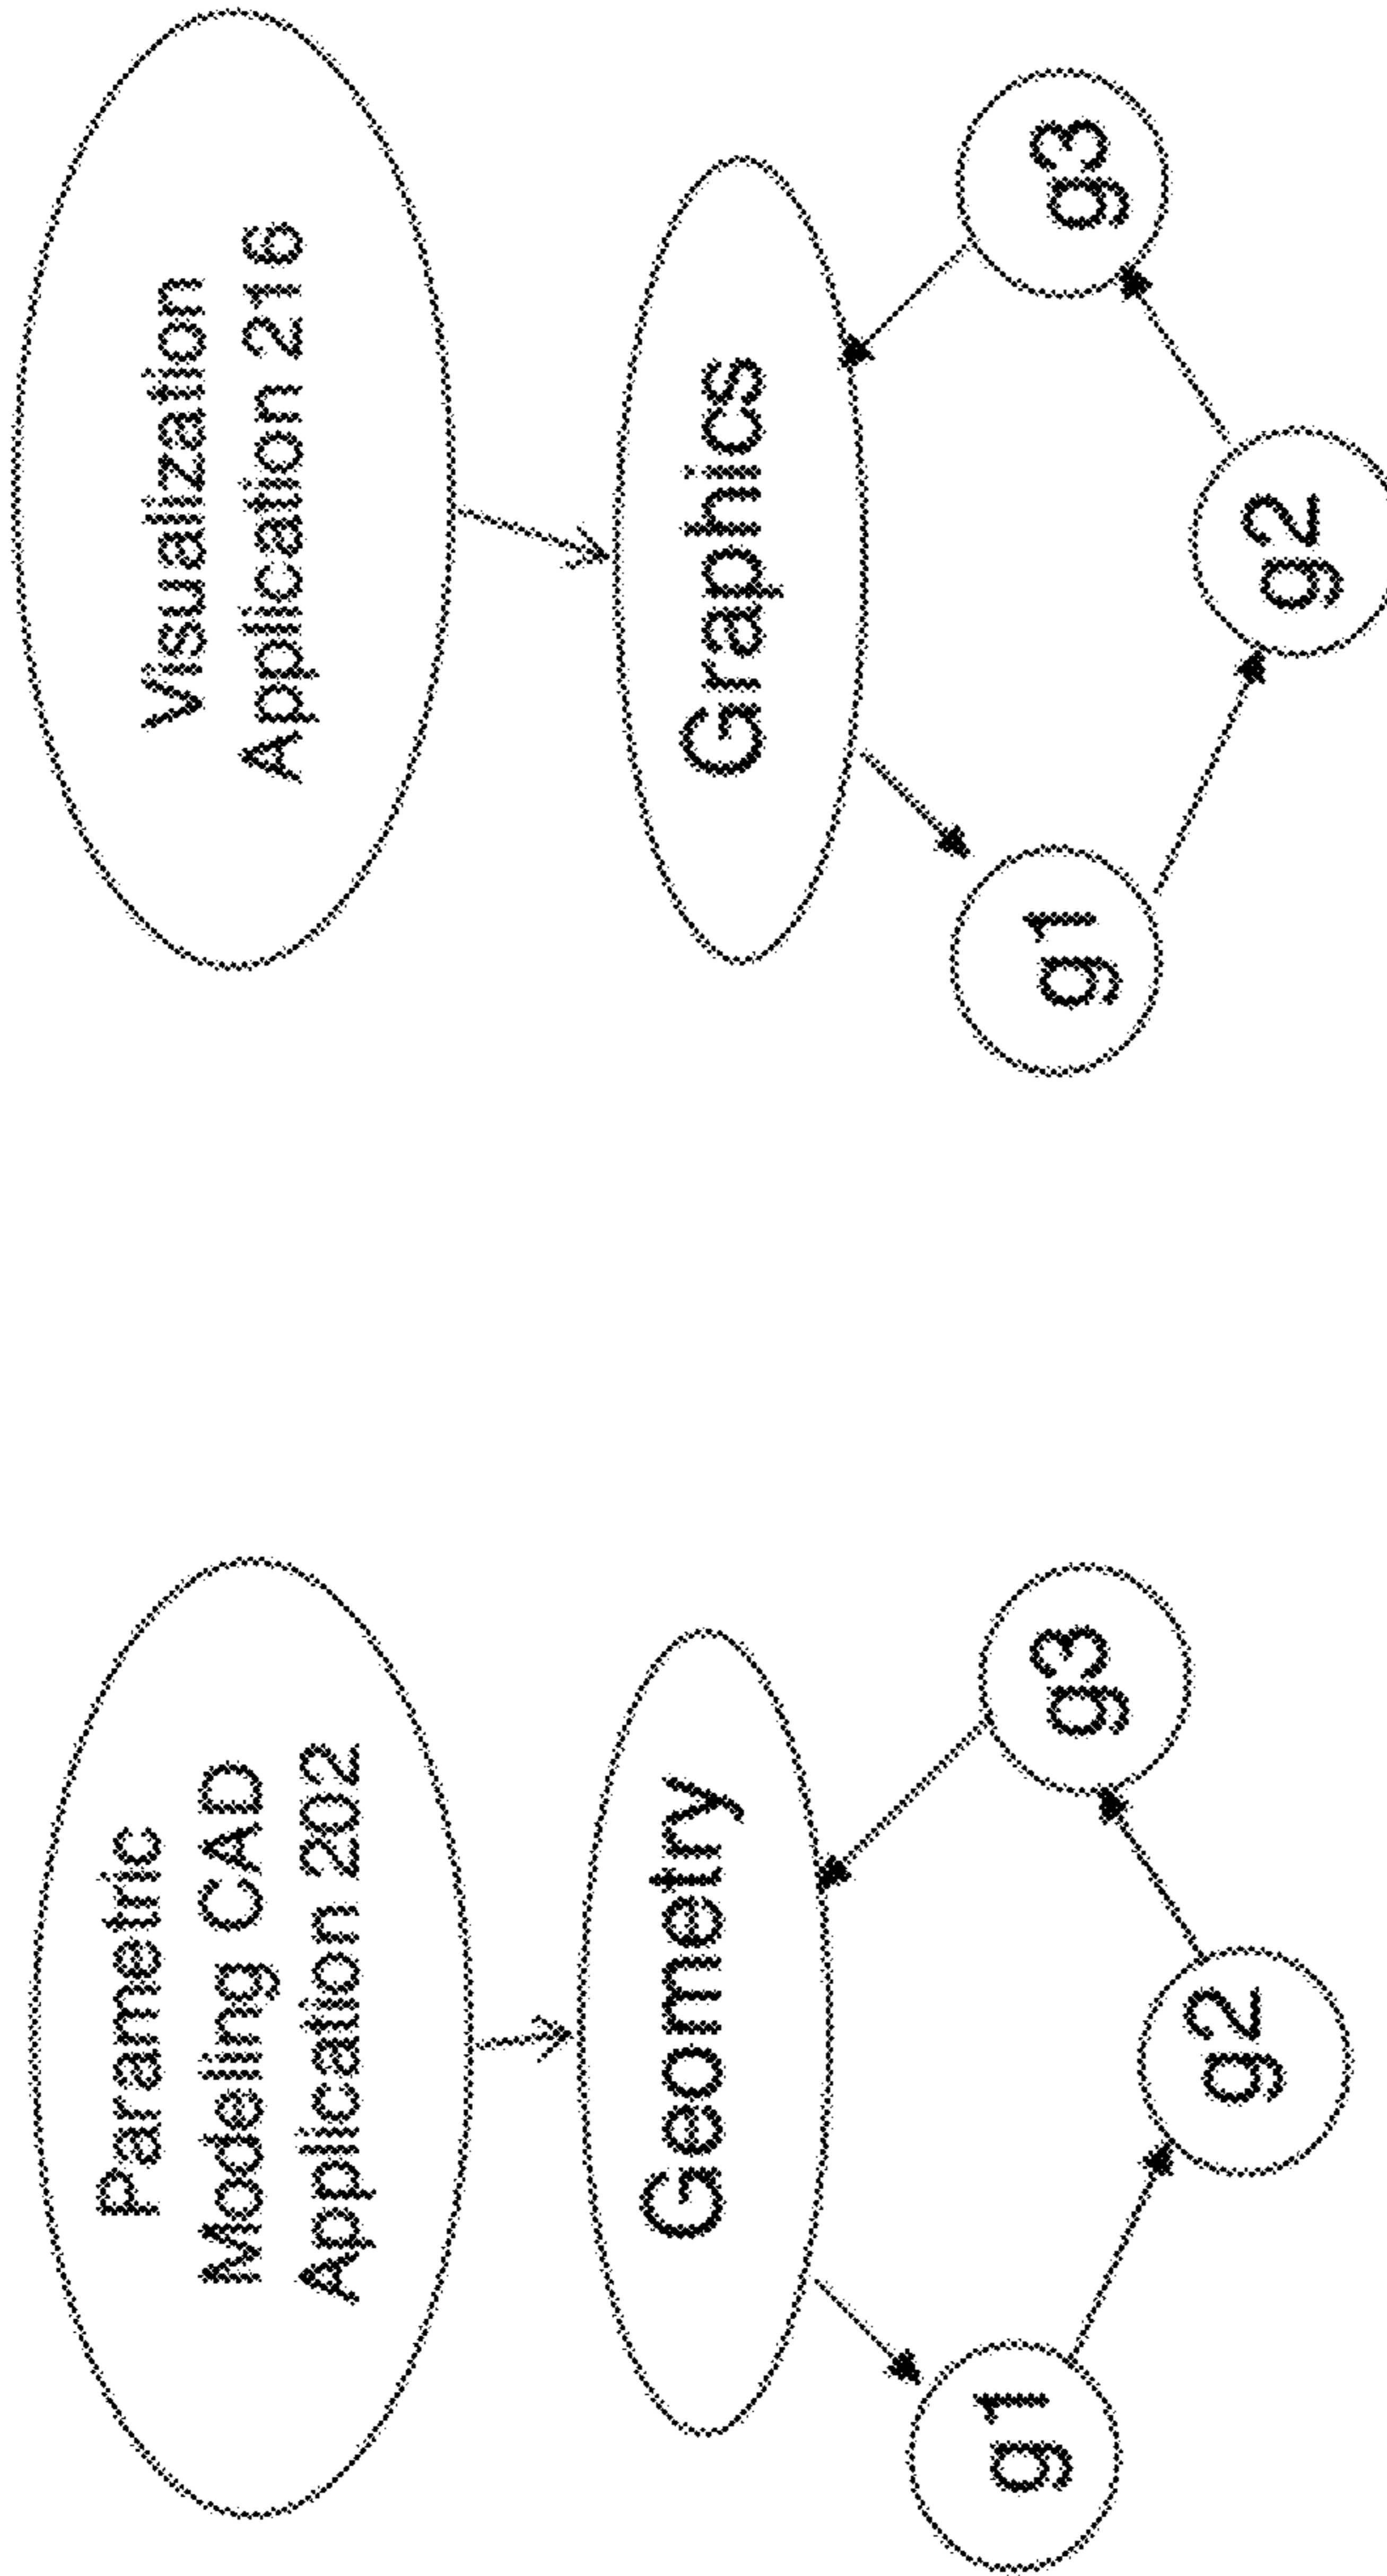 Parametric
Modeling CAD
Application 202
Geometry
g1
g2
g3
Visualization
Application 216
Graphics
g1
g2
g3